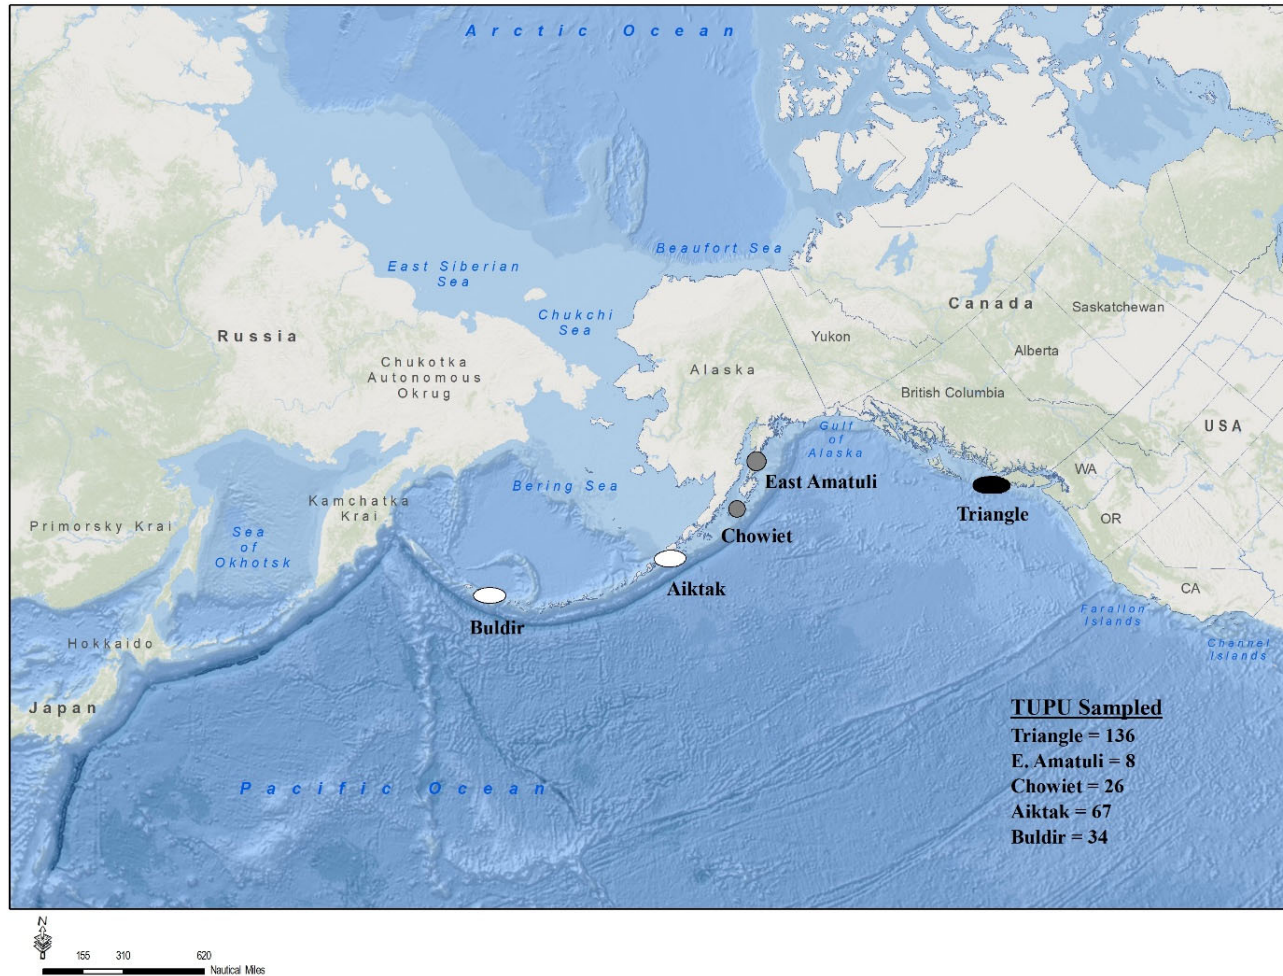 Arctic Ocean
Beaufort Sea
East Siberian
Sea
Chukchi
Sea
Canada
Saskatchewan
Russia
Yukon
Alberta
Chukotka
Autonomous
Okrug
Alaska
British Columbia
Gulf
of
Alaska
USA
WA
East Amatuli
Bering Sea
Kamchatka
Krai
Triangle
OR
Primorsky Krai
Sea
of
Okhotsk
Chowiet
Aiktak
CA
Buldir
Farallon
Islands
Hokkaido
Channel
Islands
Japan
TUPU Sampled
Triangle = 136
E. Amatuli = 8
Chowiet = 26
Aiktak = 67
Buldir = 34
Pacific Ocean
N
155 310 620
Nautical Miles